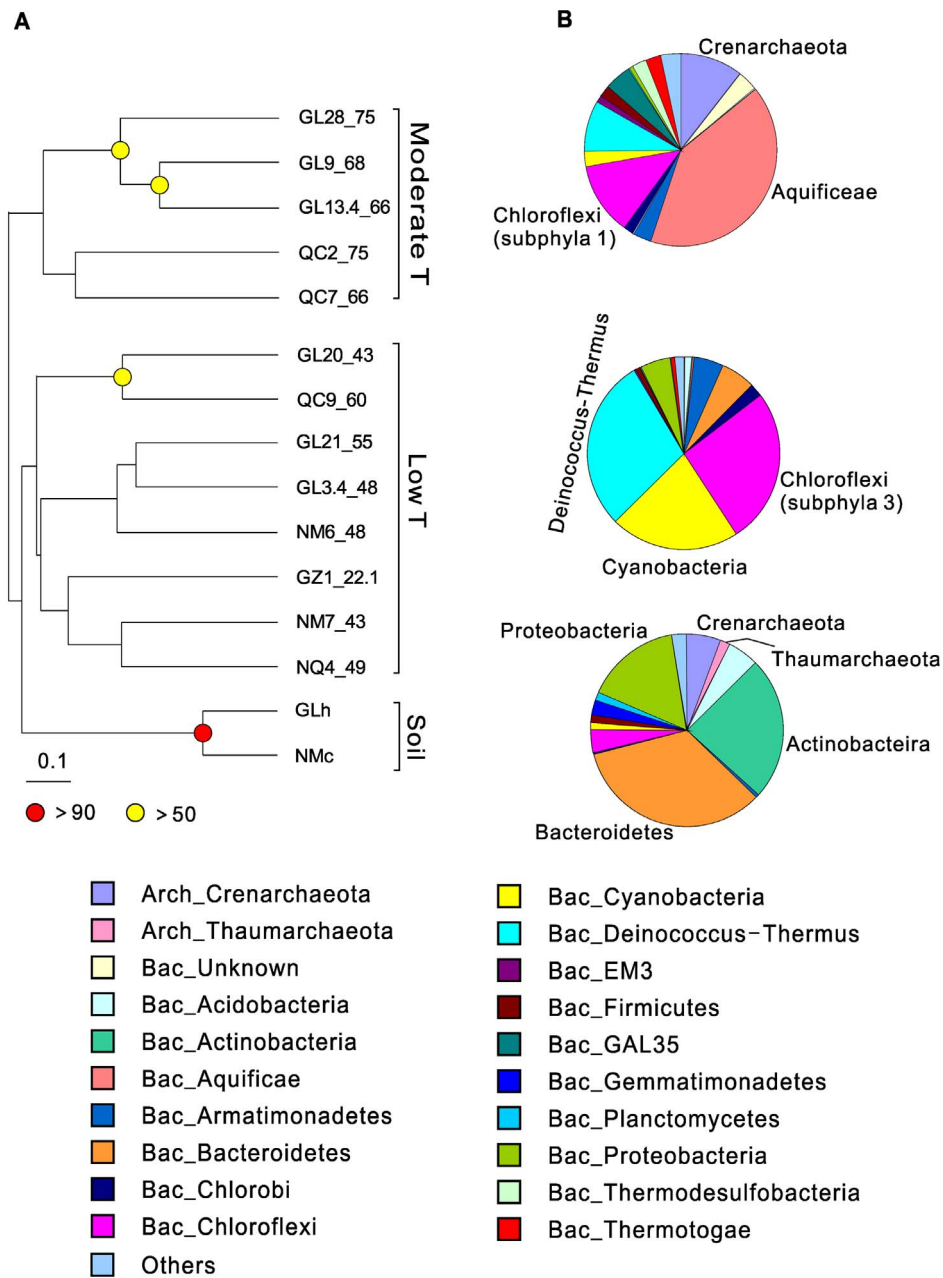 A
GL28_75
GL9_68
GL13.4_66
QC2_75
QC7_66
Moderate T
GL20_43
QC9_60
GL21_55
GL3.4_48
NM6_48
GZ1_22.1
NM7_43
NQ4_49
Low T
GLh
NMc
Soil
0.1
> 90
> 50
B
Crenarchaeota
Aquificeae
Chloroflexi
(subphyla 1)
Deinococcus-Thermus
Chloroflexi
(subphyla 3)
Cyanobacteria
Proteobacteria
Crenarchaeota
Thaumarchaeota
Actinobacteira
Bacteroidetes
Arch_Crenarchaeota
Arch_Thaumarchaeota
Bac_Unknown
Bac_Acidobacteria
Bac_Actinobacteria
Bac_Aquificae
Bac_Armatimonadetes
Bac_Bacteroidetes
Bac_Chlorobi
Bac_Chloroflexi
Others
Bac_Cyanobacteria
Bac_Deinococcus-Thermus
Bac_EM3
Bac_Firmicutes
Bac_GAL35
Bac_Gemmatimonadetes
Bac_Planctomycetes
Bac_Proteobacteria
Bac_Thermodesulfobacteria
Bac_Thermotogae